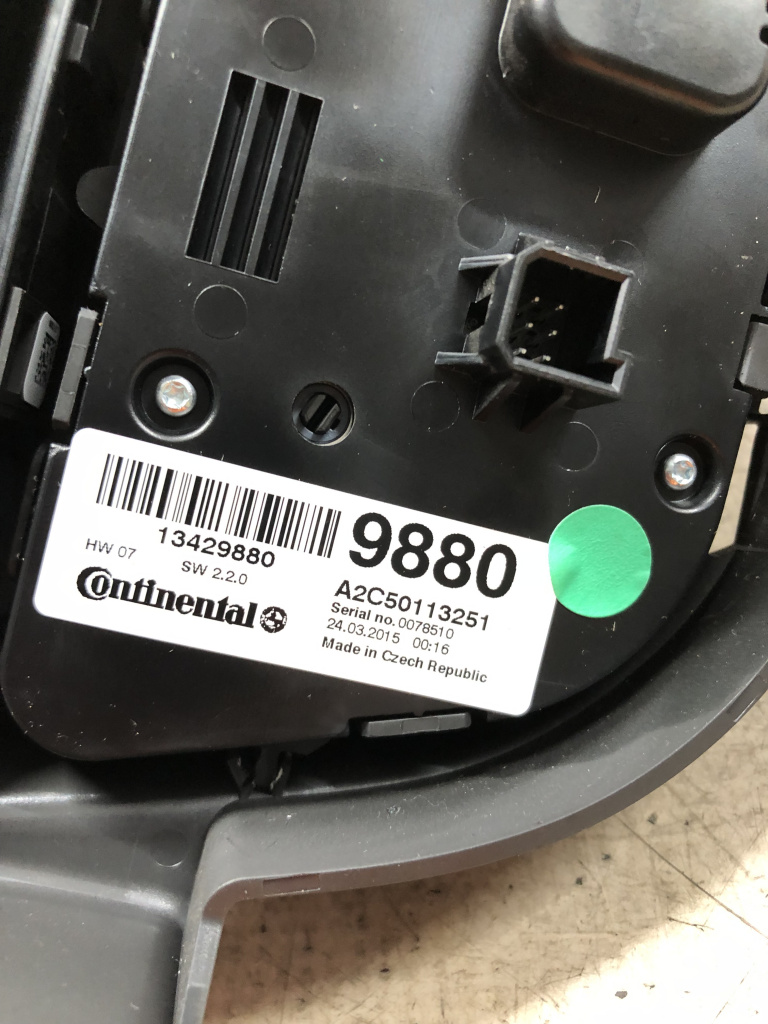 13429880
HW 07
SW 2.2.0
Continental
9880
A2C50113251
Serial no. 0078510
24.03.2015 00:16
Made in Czech Republic